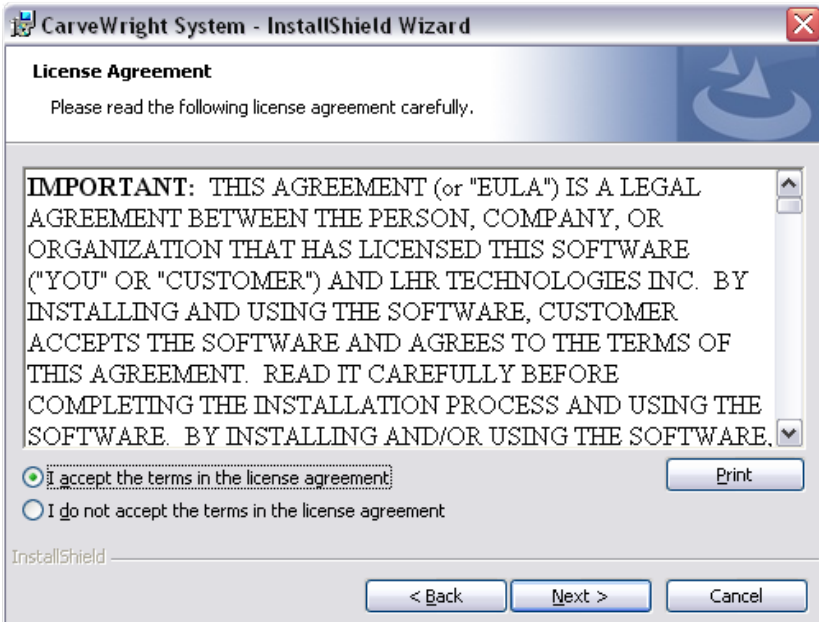 CarveWright System - InstallShield Wizard
License Agreement
Please read the following license agreement carefully.
IMPORTANT:  THIS AGREEMENT (or "EULA") IS A LEGAL
AGREEMENT BETWEEN THE PERSON, COMPANY, OR
ORGANIZATION THAT HAS LICENSED THIS SOFTWARE
("YOU" OR "CUSTOMER") AND LHR TECHNOLOGIES INC.  BY
INSTALLING AND USING THE SOFTWARE, CUSTOMER
ACCEPTS THE SOFTWARE AND AGREES TO THE TERMS OF
THIS AGREEMENT.  READ IT CAREFULLY BEFORE
COMPLETING THE INSTALLATION PROCESS AND USING THE
SOFTWARE.  BY INSTALLING AND/OR USING THE SOFTWARE,
I accept the terms in the license agreement
Print
I do not accept the terms in the license agreement
InstallShield
< Back
Next >
Cancel